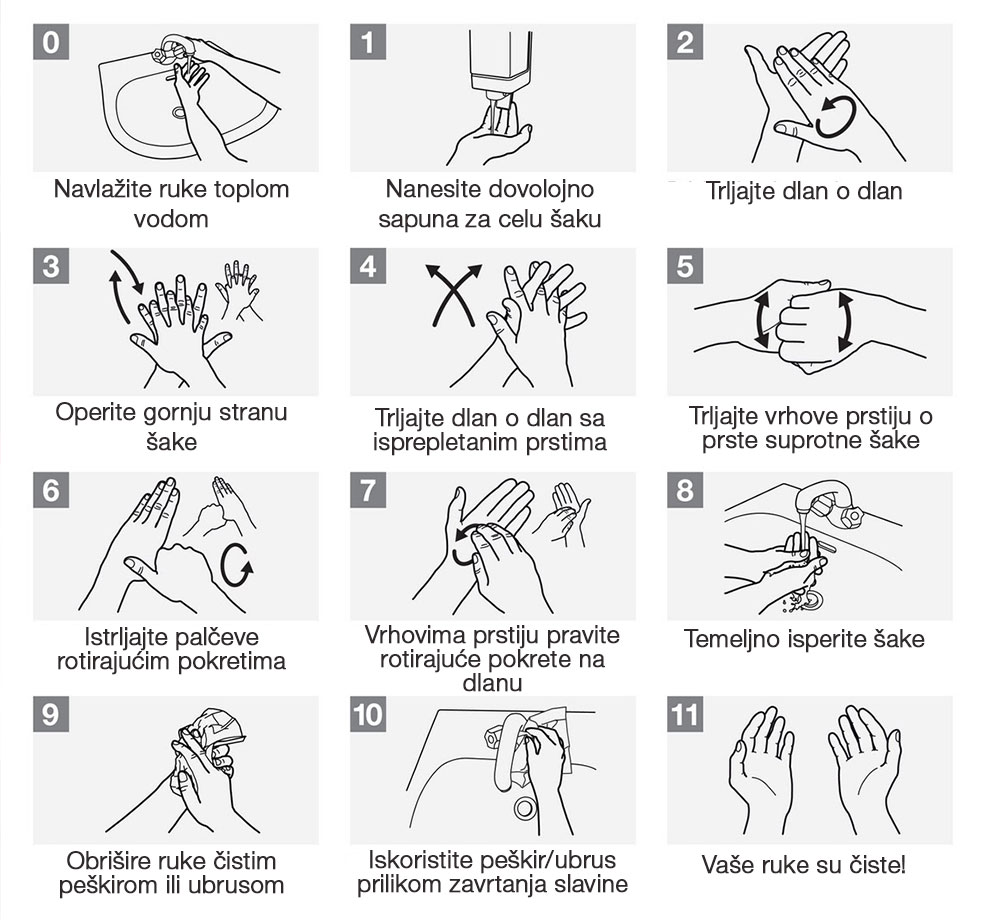 0
Navlažite ruke toplom
vodom
1
Nanesite dovolojno
sapuna za celu šaku
2
Trljajte dlan o dlan
3
Operite gornju stranu
šake
4
Trljajte dlan o dlan sa
isprepletanim prstima
5
Trljajte vrhove prstiju o
prste suprotne šake
6
Istrljajte palčeve
rotirajućim pokretima
7
Vrhovima prstiju pravite
rotirajuće pokrete na
dlanu
8
Temeljno isperite šake
9
Obrišire ruke čistim
peškirom ili ubrusom
10
Iskoristite peškir/ubrus
prilikom zavrtanja slavine
11
Vaše ruke su čiste!